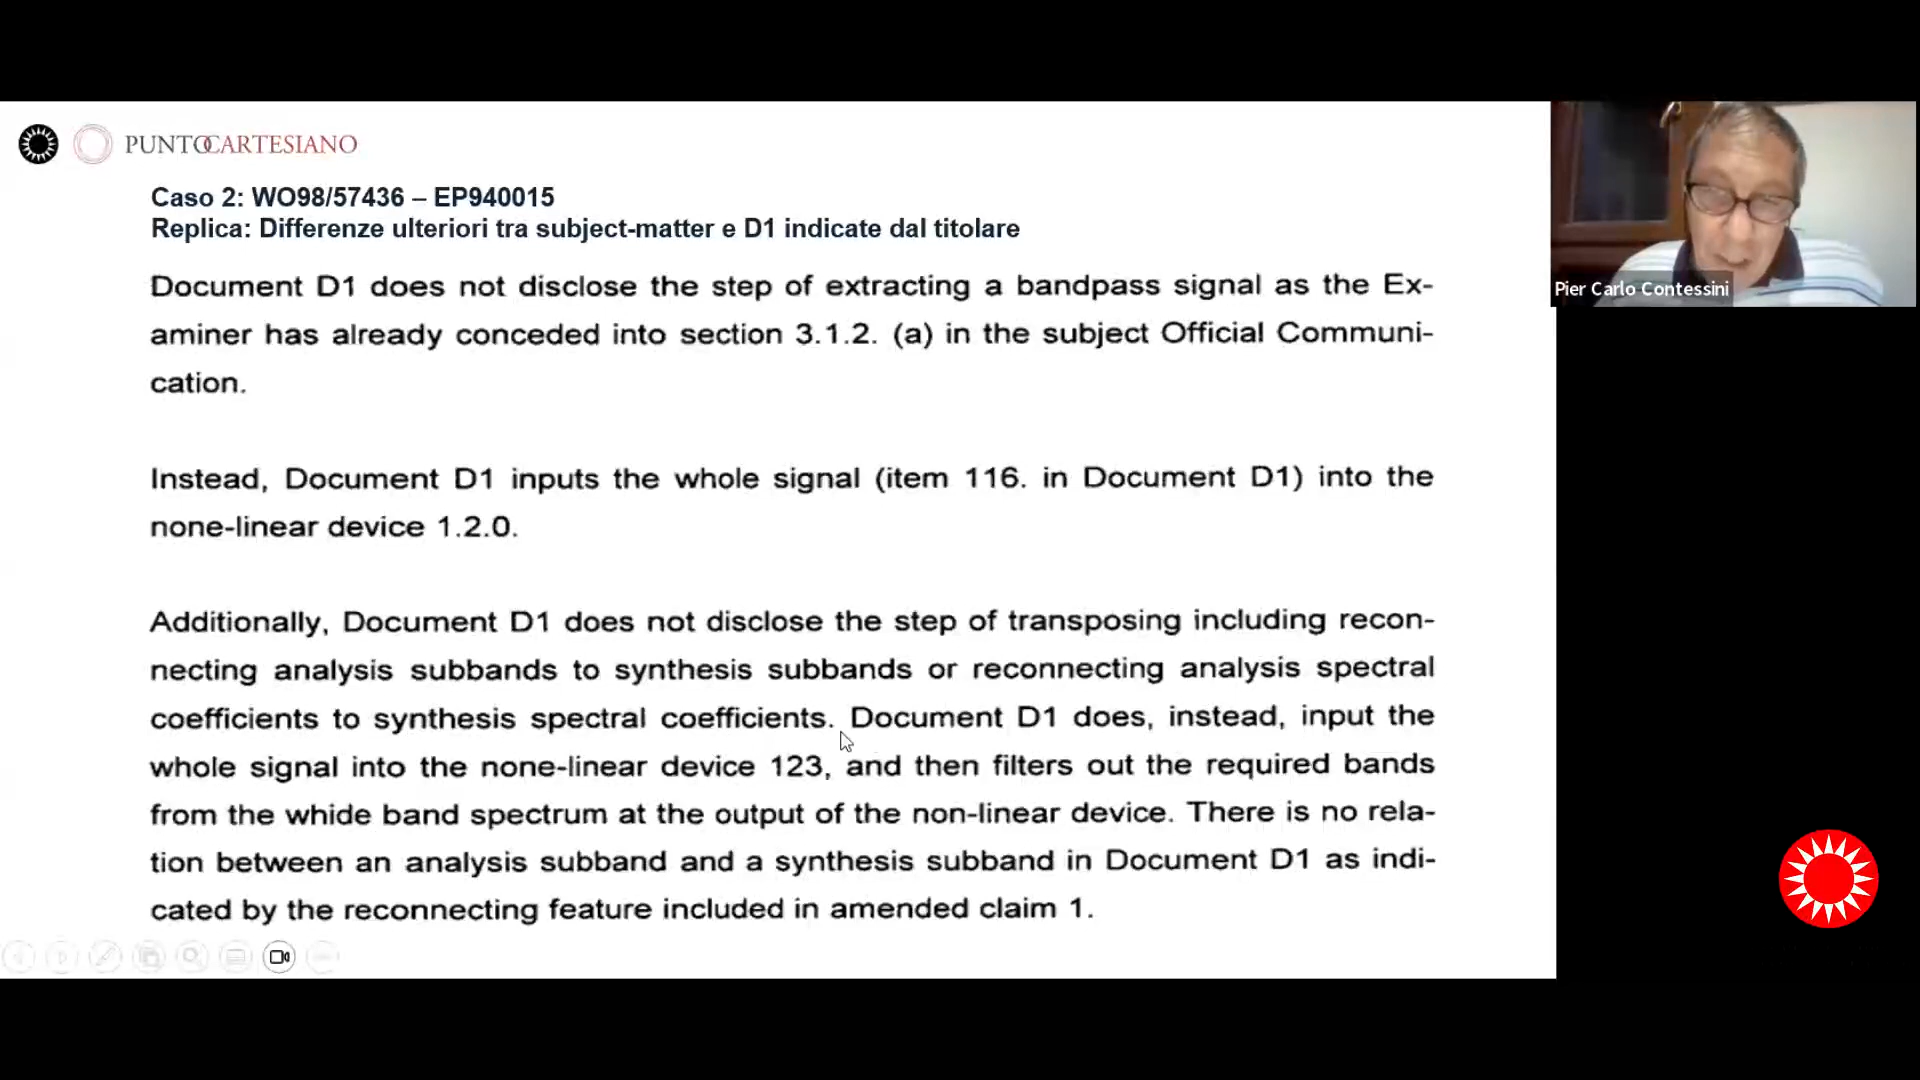 PUNTOCARTESIANO
Caso 2: WO98/57436 – EP940015
Replica: Differenze ulteriori tra subject-matter e D1 indicate dal titolare
Document D1 does not disclose the step of extracting a bandpass signal as the Ex-
aminer has already conceded into section 3.1.2. (a) in the subject Official Communi-
cation.
Instead, Document D1 inputs the whole signal (item 116. in Document D1) into the
none-linear device 1.2.0.
Additionally, Document D1 does not disclose the step of transposing including recon-
necting analysis subbands to synthesis subbands or reconnecting analysis spectral
coefficients to synthesis spectral coefficients. Document D1 does, instead, input the
whole signal into the none-linear device 123, and then filters out the required bands
from the whide band spectrum at the output of the non-linear device. There is no rela-
tion between an analysis subband and a synthesis subband in Document D1 as indi-
cated by the reconnecting feature included in amended claim 1.
Pier Carlo Contessini